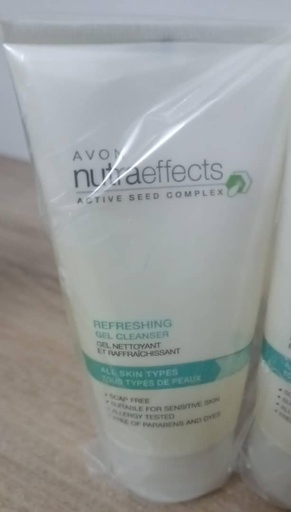 AVON
nutraeffects
ACTIVE SEED COMPLEX
REFRESHING
GEL CLEANSER
GEL NETTOYANT
ET RAFRAÎCHISSANT
ALL SKIN TYPES
TOUS TYPES DE PEAUX
• SOAP FREE
• SUITABLE FOR SENSITIVE SKIN
• ALLERGY TESTED
• FREE OF PARABENS AND DYES